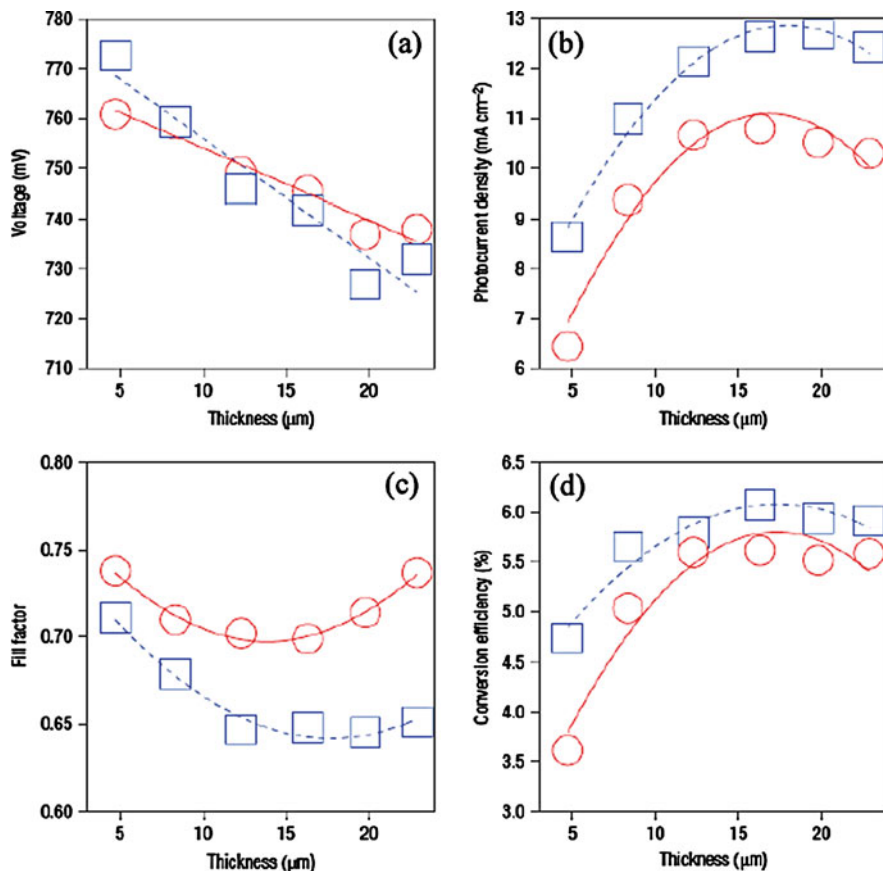 (a)
Voltage (mV)
780
770
760
750
740
730
720
710
5 10 15 20
Thickness (μm)
(b)
Photocurrent density (mA cm⁻²)
13
12
11
10
9
8
7
6
5 10 15 20
Thickness (μm)
(c)
Fill factor
0.80
0.75
0.70
0.65
0.60
5 10 15 20
Thickness (μm)
(d)
Conversion efficiency (%)
6.5
6.0
5.5
5.0
4.5
4.0
3.5
3.0
5 10 15 20
Thickness (μm)